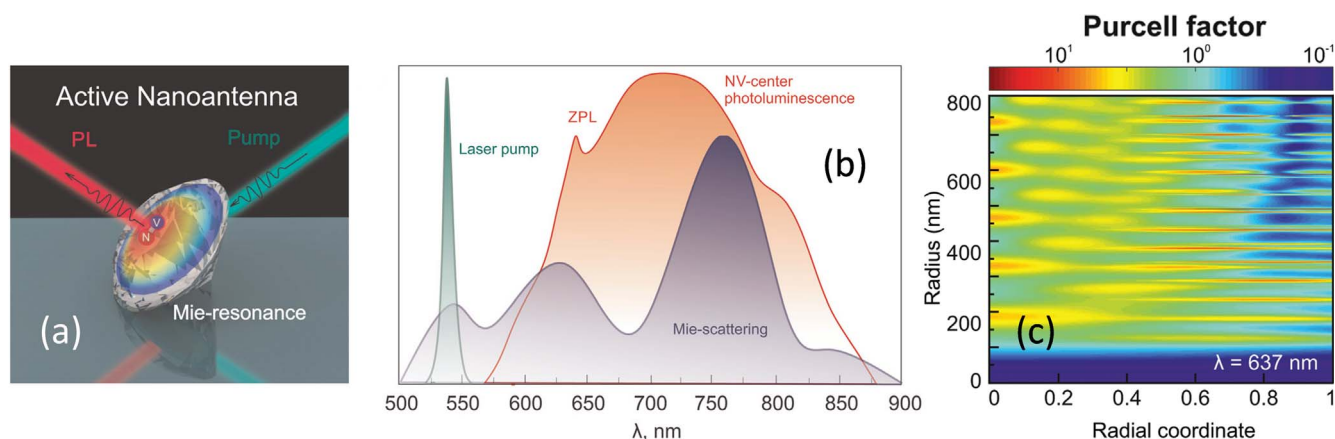 Active Nanoantenna
PL
Pump
V
N
Mie-resonance
(a)
NV-center
photoluminescence
ZPL
Laser pump
(b)
Mie-scattering
500 550 600 650 700 750 800 850 900
λ, nm
Purcell factor
10¹ 10⁰ 10⁻¹
800
600
400
200
0
Radius (nm)
(c)
λ = 637 nm
0 0.2 0.4 0.6 0.8 1
Radial coordinate